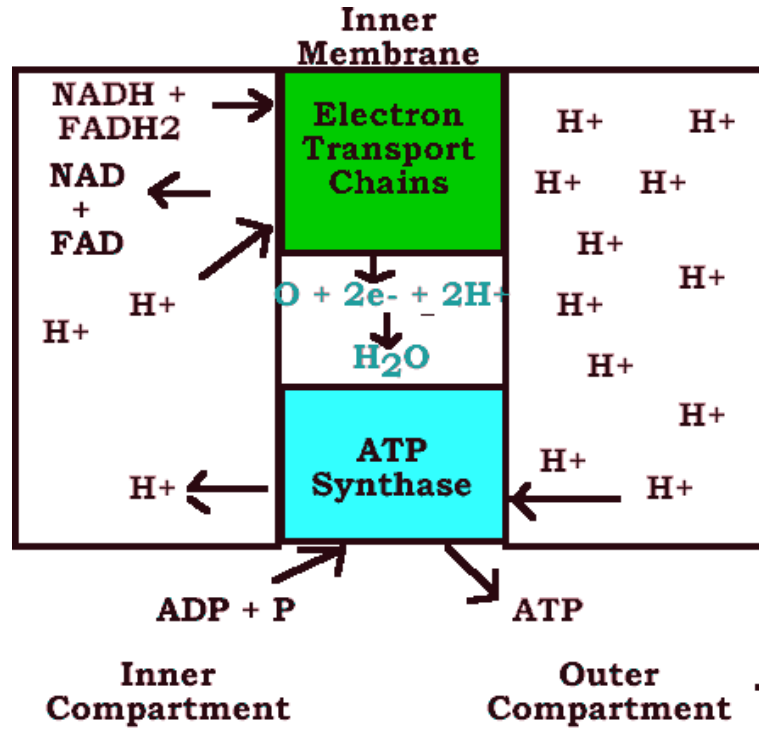 Inner
Membrane
NADH +
FADH2
NAD
+
FAD
H+
H+
H+
Electron
Transport
Chains
O + 2e- + 2H+
H2O
ATP
Synthase
H+
H+
H+
H+
H+
H+
H+
H+
H+
H+
H+
ADP + P
ATP
Inner
Compartment
Outer
Compartment